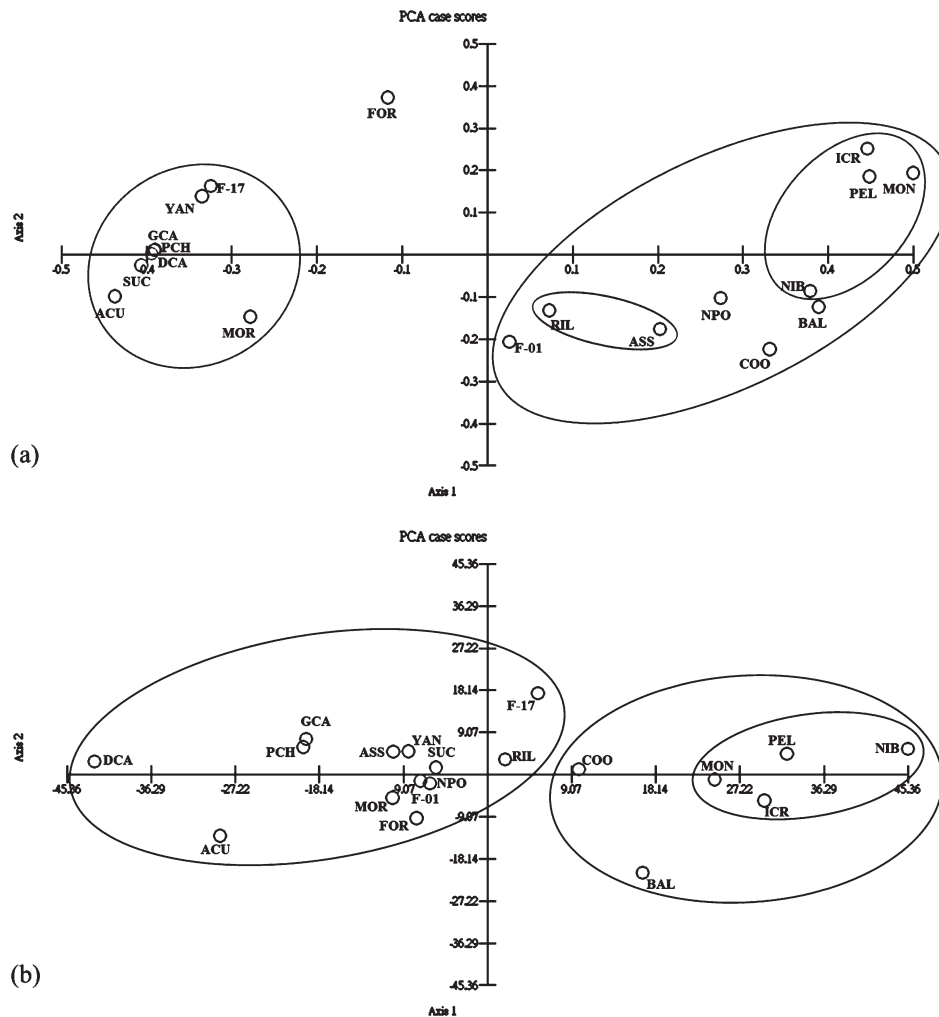 PCA case scores
0.5
0.4
FOR
0.3
ICR
0.2
F-17
PEL MON
YAN
0.1
GCA
PCH
-0.5 -0.4 DCA -0.3 -0.2 -0.1 0.1 0.2 0.3 0.4 0.5
SUC
NIB
ACU
-0.1
RIL
NPO
BAL
MOR
F-01
ASS
-0.2
COO
-0.3
-0.4
(a)
-0.5
Axis 2
Axis 1
PCA case scores
45.36
36.29
27.22
18.14
F-17
GCA
9.07
PCH ASS YAN
SUC
RIL
PEL
NIB
DCA
COO
MON
-45.36 -36.29 -27.22 -18.14 -9.07 9.07 18.14 27.22 36.29 45.36
NPO
F-01
MOR
ICR
FOR
-9.07
ACU
-18.14
BAL
-27.22
-36.29
(b)
-45.36
Axis 2
Axis 1